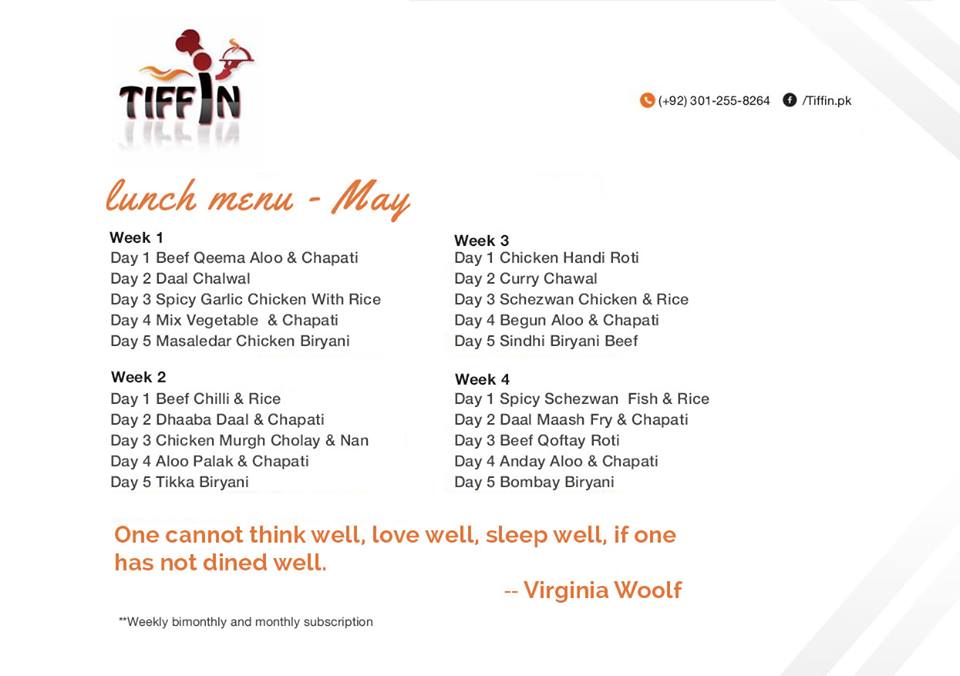 TIFFIN
(+92) 301-255-8264 /Tiffin.pk
lunch menu - May
Week 1
Day 1 Beef Qeema Aloo & Chapati
Day 2 Daal Chalwal
Day 3 Spicy Garlic Chicken With Rice
Day 4 Mix Vegetable & Chapati
Day 5 Masaledar Chicken Biryani
Week 2
Day 1 Beef Chilli & Rice
Day 2 Dhaaba Daal & Chapati
Day 3 Chicken Murgh Cholay & Nan
Day 4 Aloo Palak & Chapati
Day 5 Tikka Biryani
Week 3
Day 1 Chicken Handi Roti
Day 2 Curry Chawal
Day 3 Schezwan Chicken & Rice
Day 4 Begun Aloo & Chapati
Day 5 Sindhi Biryani Beef
Week 4
Day 1 Spicy Schezwan Fish & Rice
Day 2 Daal Maash Fry & Chapati
Day 3 Beef Qoftay Roti
Day 4 Anday Aloo & Chapati
Day 5 Bombay Biryani
One cannot think well, love well, sleep well, if one
has not dined well.
-- Virginia Woolf
**Weekly bimonthly and monthly subscription